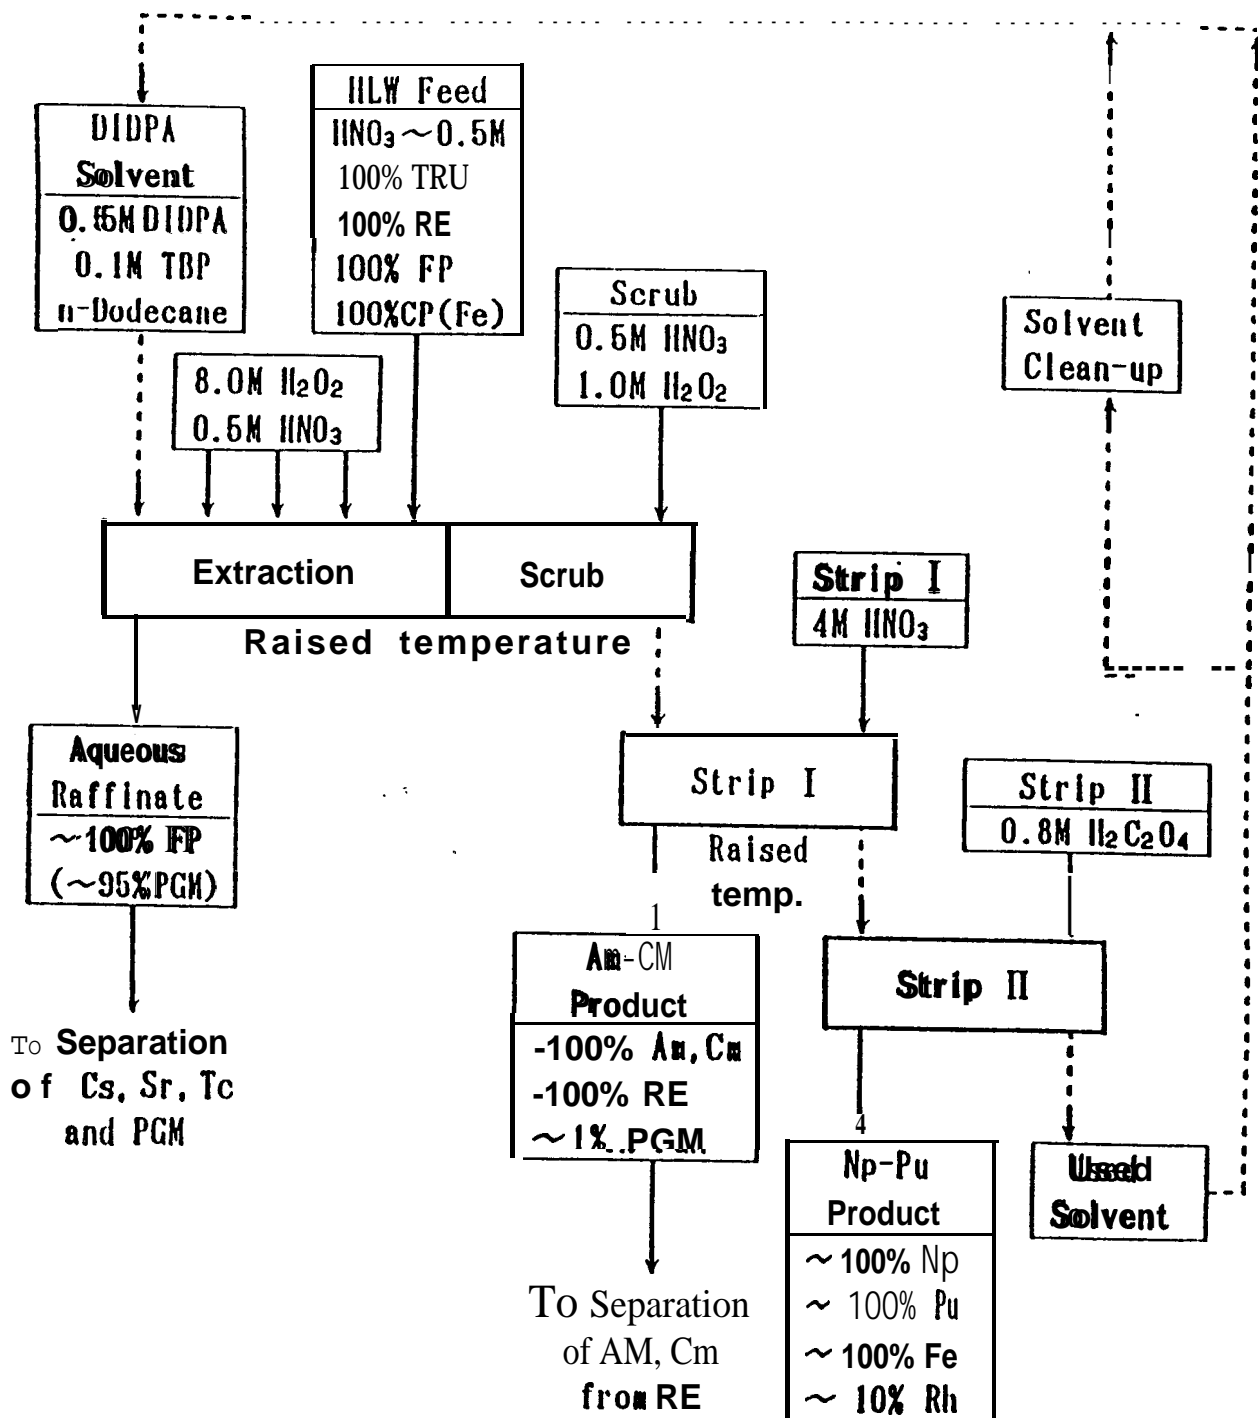 DIDPA
Solvent
0.5M DIDPA
0.1M TBP
n-Dodecane
HLW Feed
HNO₃ ~0.5M
100% TRU
100% RE
100% FP
100%CP(Fe)
8.0M H₂O₂
0.5M HNO₃
Scrub
0.5M HNO₃
1.0M H₂O₂
Solvent
Clean-up
Extraction
Scrub
Raised temperature
Strip I
4M HNO₃
Aqueous
Raffinate
~100% FP
(~95%PGM)
To Separation
of Cs, Sr, Tc
and PGM
Strip I
Raised
temp.
Strip II
0.8M H₂C₂O₄
1
Am-CM
Product
-100% Am, Cm
-100% RE
~1% PGM
To Separation
of AM, Cm
from RE
Strip II
4
Np-Pu
Product
~100% Np
~ 100% Pu
~100% Fe
~ 10% Rh
Used
Solvent